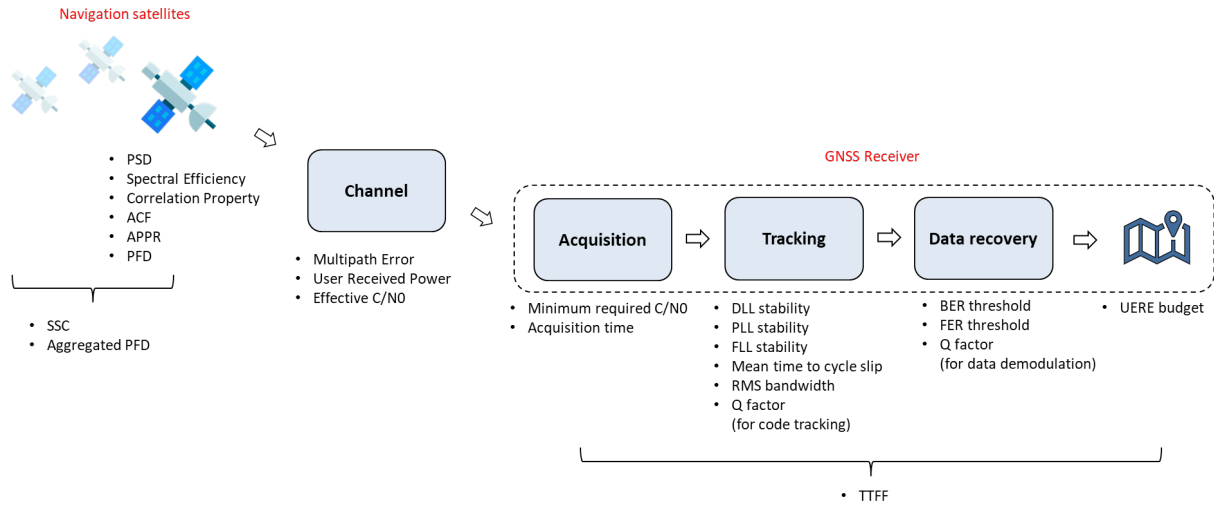 Navigation satellites
• PSD
• Spectral Efficiency
• Correlation Property
• ACF
• APPR
• PFD
• SSC
• Aggregated PFD
Channel
• Multipath Error
• User Received Power
• Effective C/N0
GNSS Receiver
Acquisition
• Minimum required C/N0
• Acquisition time
Tracking
• DLL stability
• PLL stability
• FLL stability
• Mean time to cycle slip
• RMS bandwidth
• Q factor
(for code tracking)
Data recovery
• BER threshold
• FER threshold
• Q factor
(for data demodulation)
• UERE budget
• TTFF